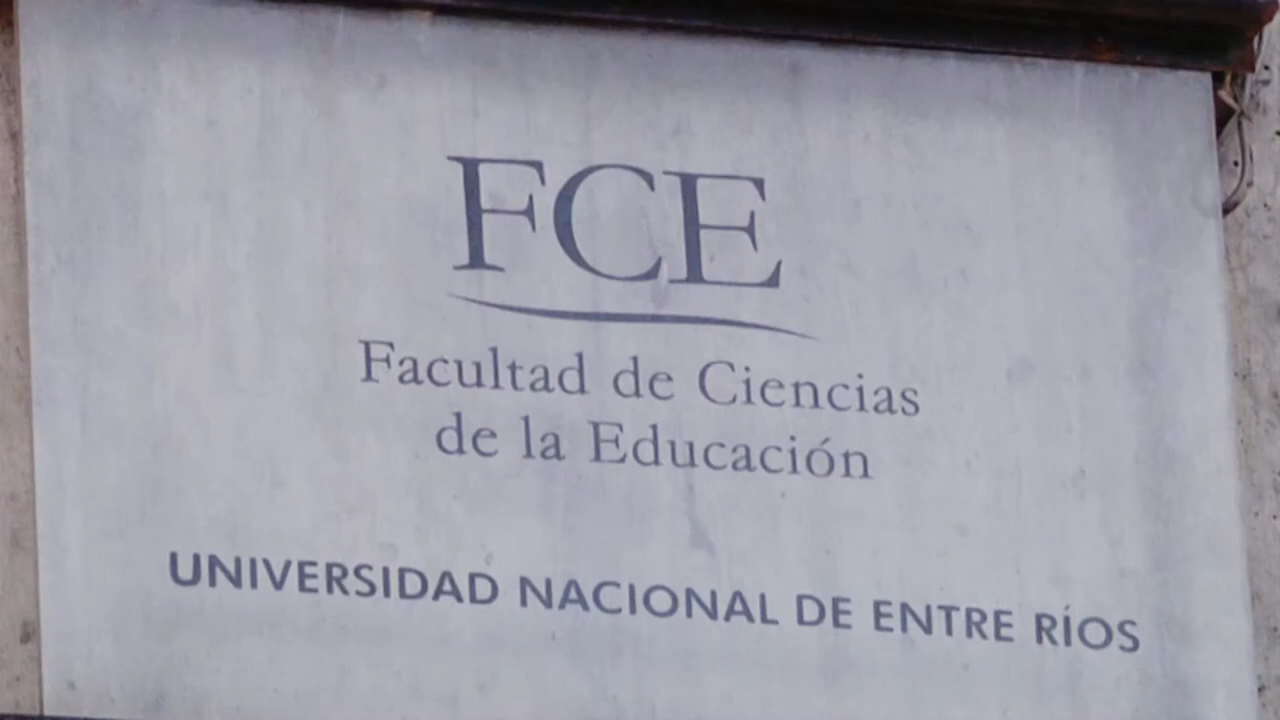 FCE
Facultad de Ciencias
de la Educación
UNIVERSIDAD NACIONAL DE ENTRE RÍOS